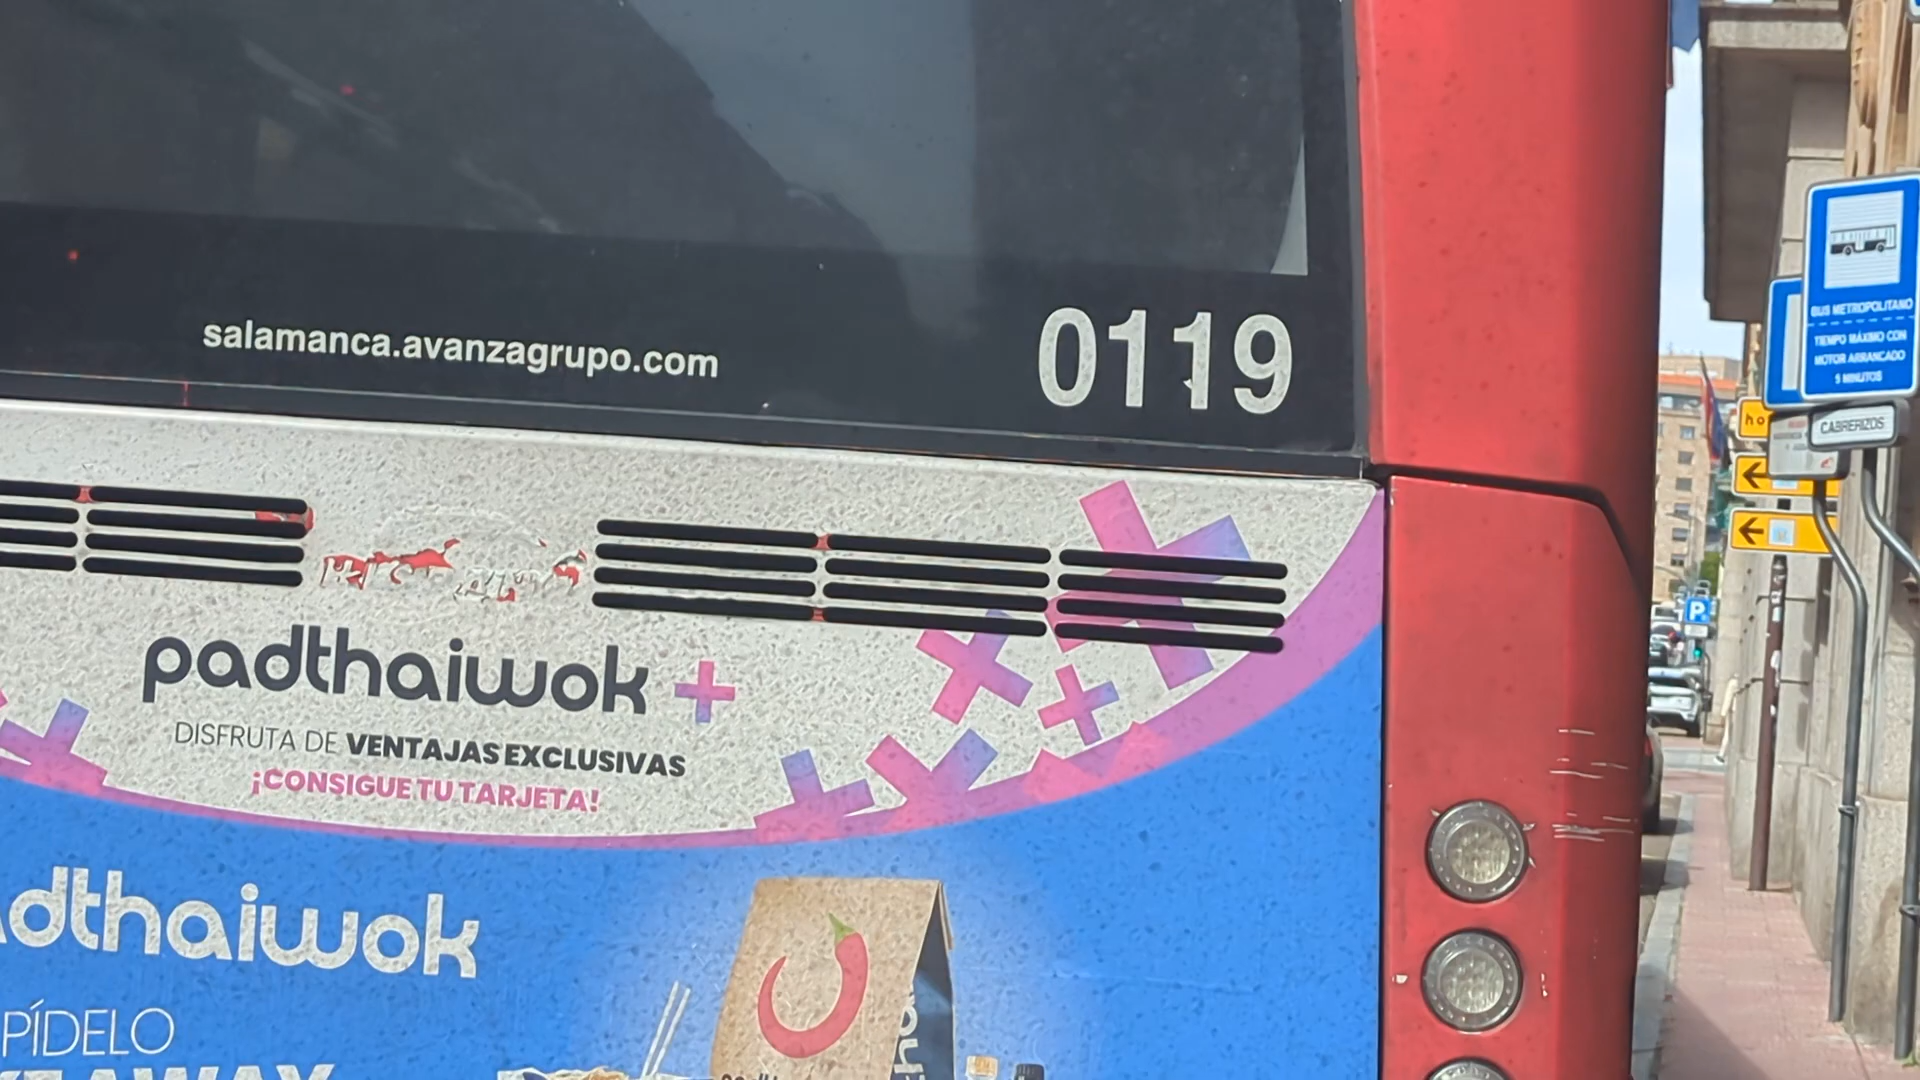 salamanca.avanzagrupo.com
0119
padthaiwok +
DISFRUTA DE VENTAJAS EXCLUSIVAS
¡CONSIGUE TU TARJETA!
dthaiwok
PÍDELO
BUS METROPOLITANO
TIEMPO MÁXIMO CON
MOTOR ARRANCADO
5 MINUTOS
CABRERIZOS
ho
P